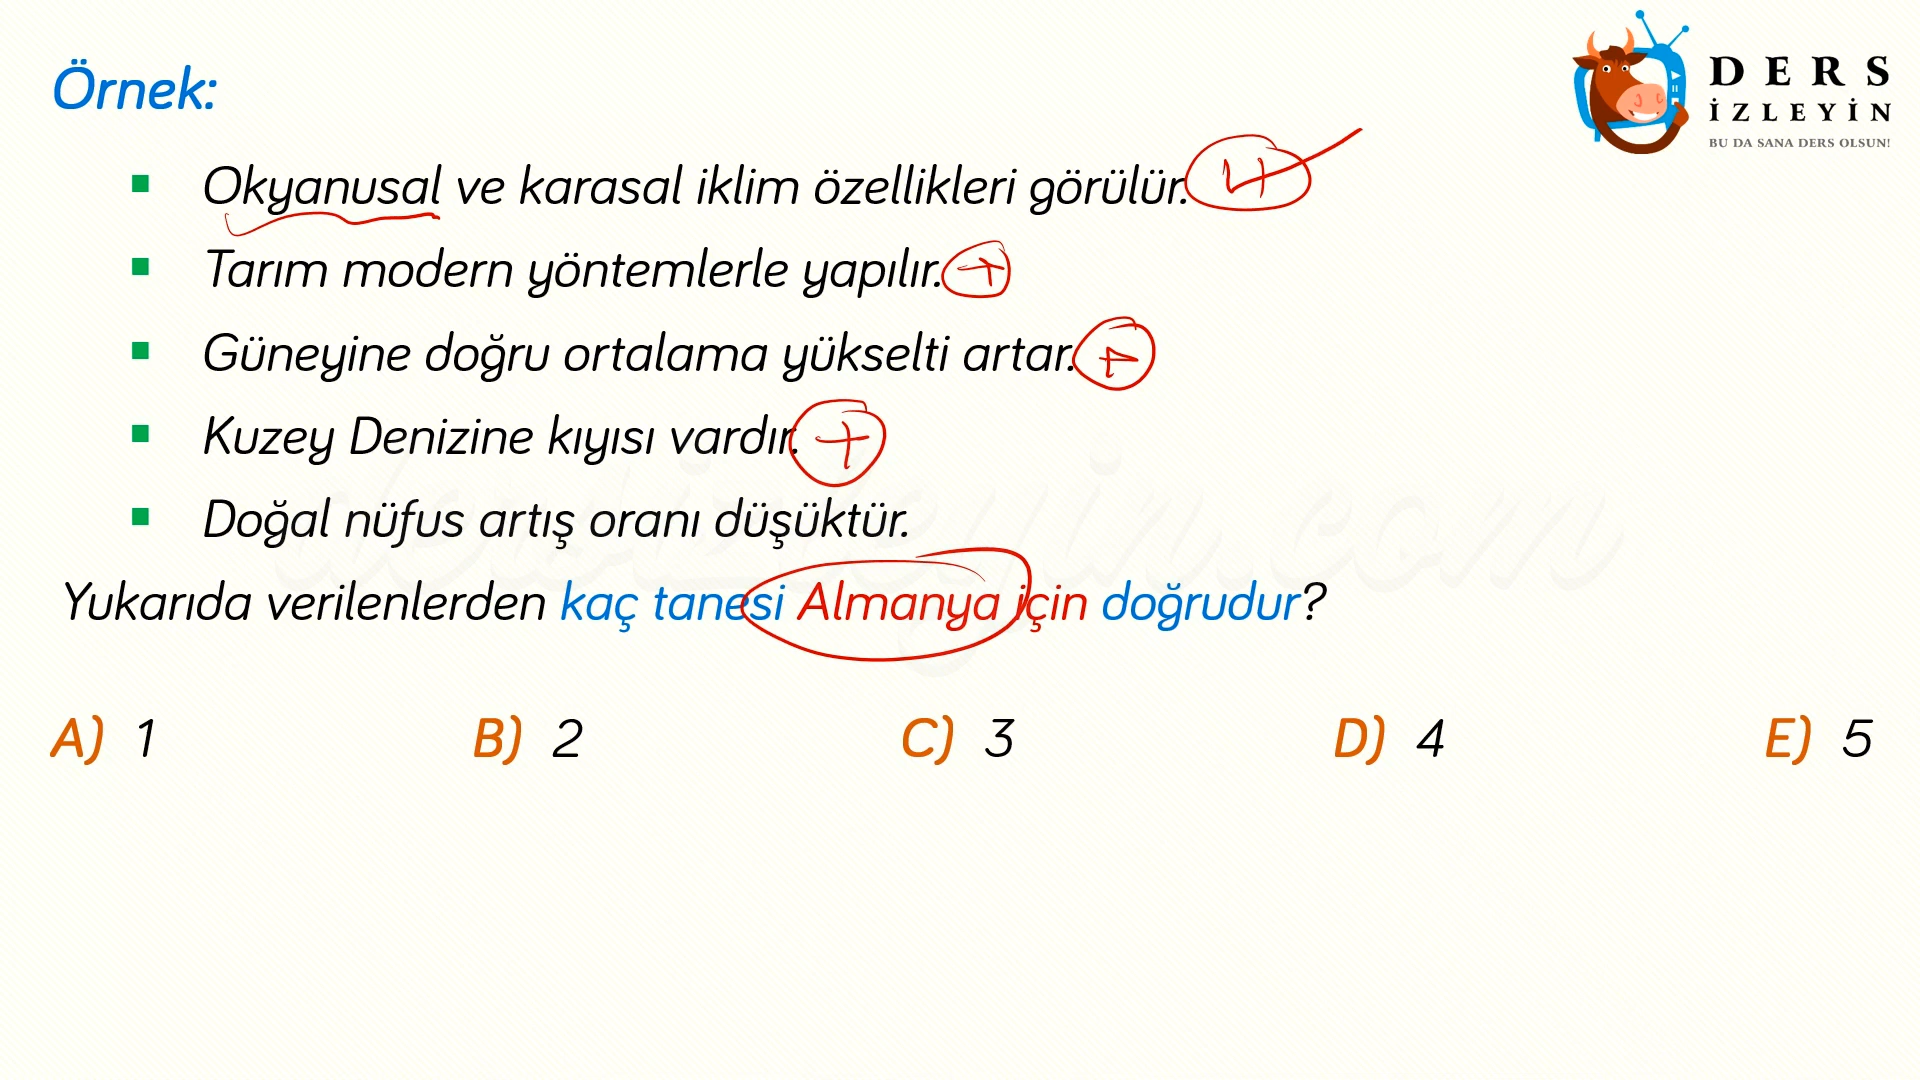 Örnek:
DERS
İZLEYİN
BU DA SANA DERS OLSUN!
▪ Okyanusal ve karasal iklim özellikleri görülür. +
▪ Tarım modern yöntemlerle yapılır. +
▪ Güneyine doğru ortalama yükselti artar. +
▪ Kuzey Denizine kıyısı vardır. +
▪ Doğal nüfus artış oranı düşüktür.
Yukarıda verilenlerden kaç tanesi Almanya için doğrudur?
A) 1 B) 2 C) 3 D) 4 E) 5
dersizleyin.com